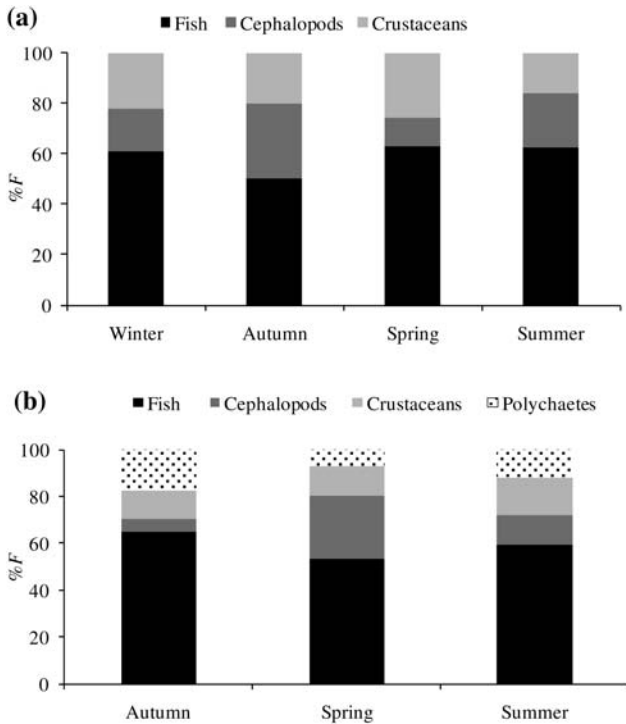 (a)
Fish Cephalopods Crustaceans
100
80
60
40
20
0
%F
Winter Autumn Spring Summer
(b)
Fish Cephalopods Crustaceans Polychaetes
100
80
60
40
20
0
%F
Autumn Spring Summer